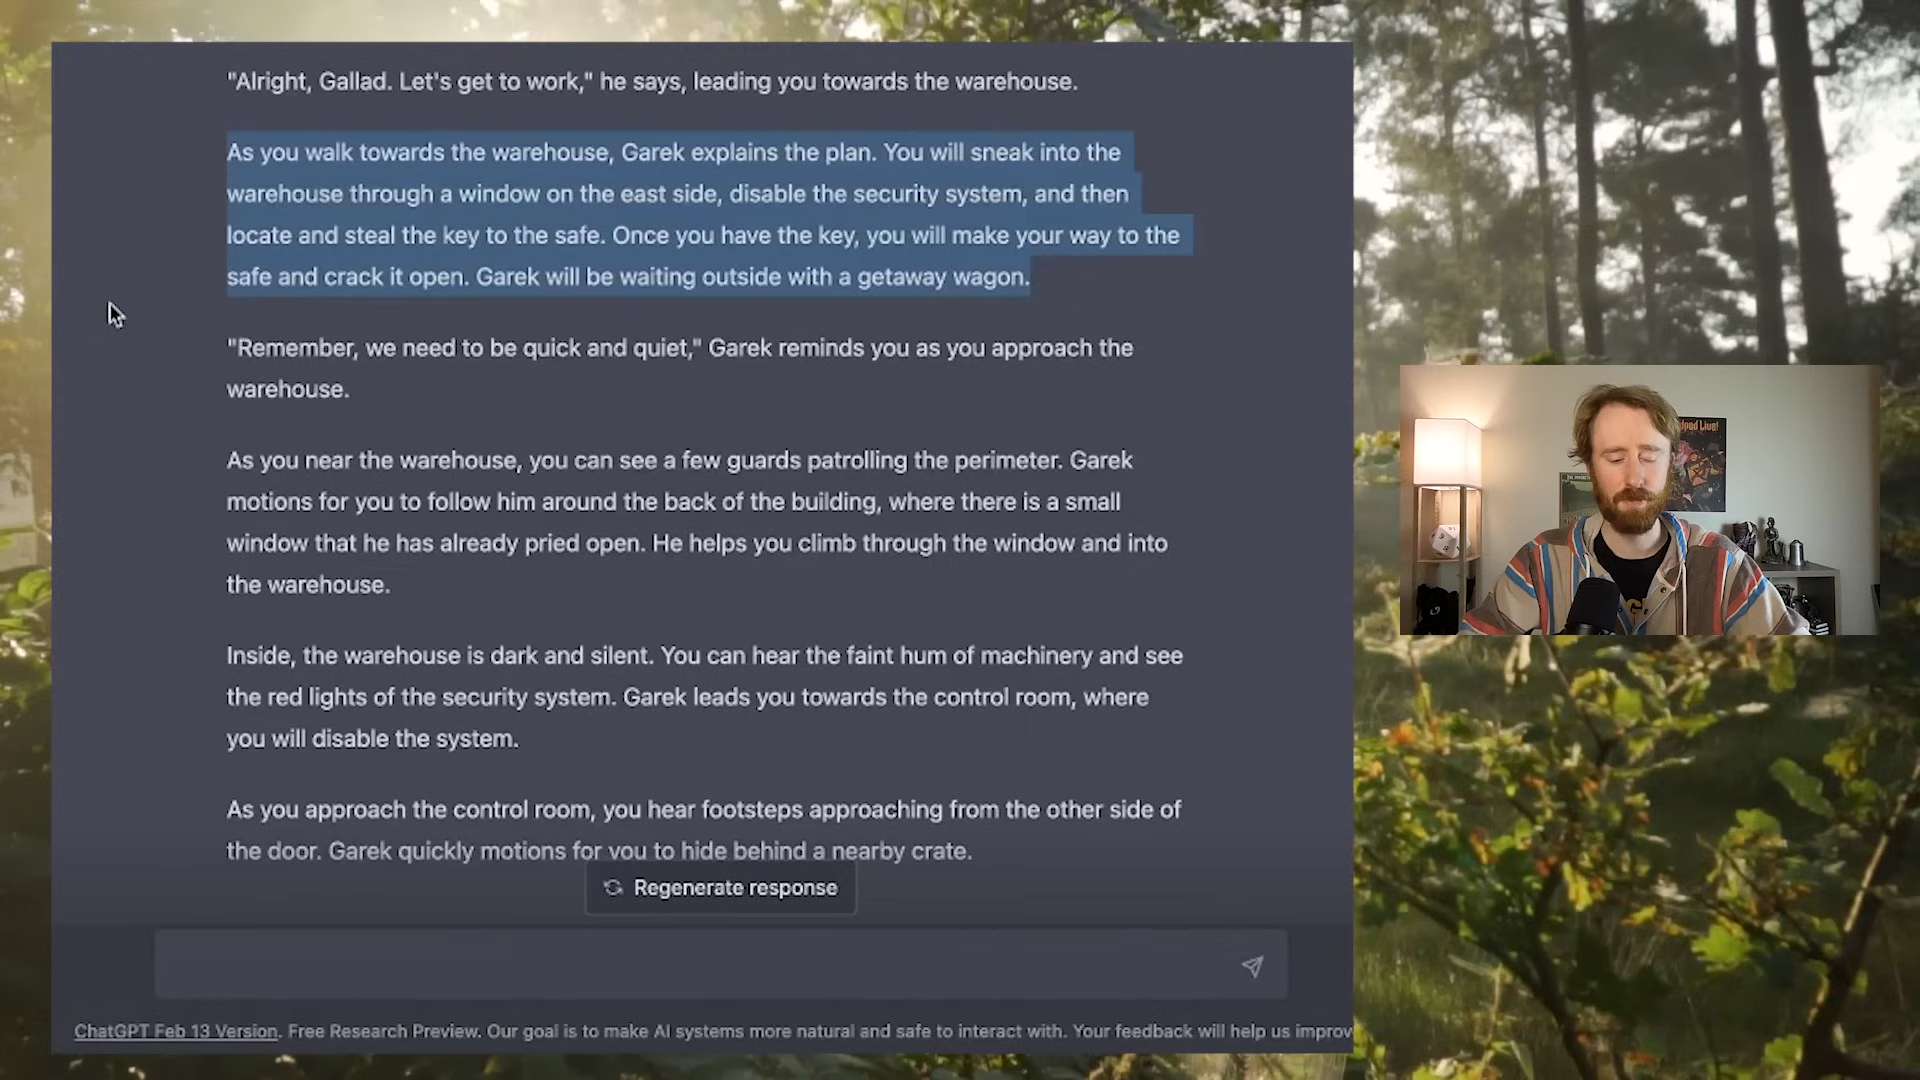 "Alright, Gallad. Let's get to work," he says, leading you towards the warehouse.
As you walk towards the warehouse, Garek explains the plan. You will sneak into the
warehouse through a window on the east side, disable the security system, and then
locate and steal the key to the safe. Once you have the key, you will make your way to the
safe and crack it open. Garek will be waiting outside with a getaway wagon.
"Remember, we need to be quick and quiet," Garek reminds you as you approach the
warehouse.
As you near the warehouse, you can see a few guards patrolling the perimeter. Garek
motions for you to follow him around the back of the building, where there is a small
window that he has already pried open. He helps you climb through the window and into
the warehouse.
Inside, the warehouse is dark and silent. You can hear the faint hum of machinery and see
the red lights of the security system. Garek leads you towards the control room, where
you will disable the system.
As you approach the control room, you hear footsteps approaching from the other side of
the door. Garek quickly motions for you to hide behind a nearby crate.
Regenerate response
ChatGPT Feb 13 Version. Free Research Preview. Our goal is to make AI systems more natural and safe to interact with. Your feedback will help us improv
Live!